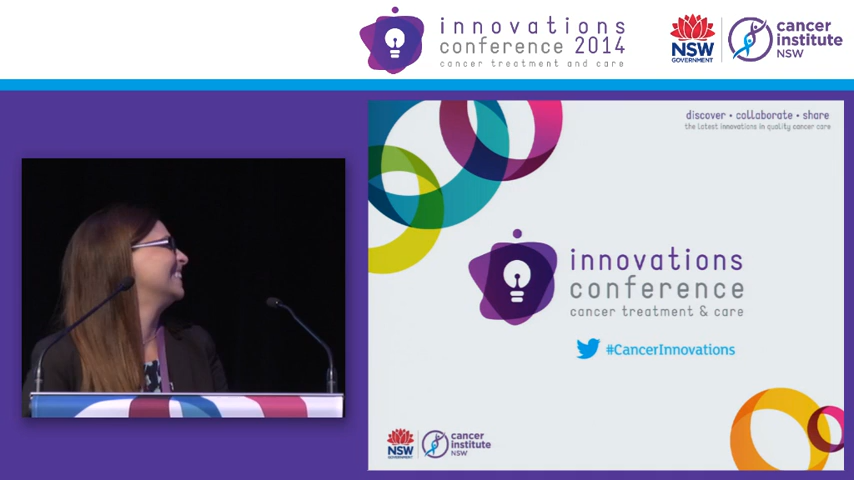 innovations
conference 2014
cancer treatment and care
NSW
GOVERNMENT
cancer
institute
NSW
discover • collaborate • share
the latest innovations in quality cancer care
innovations
conference
cancer treatment & care
#CancerInnovations
NSW
GOVERNMENT
cancer
institute
NSW